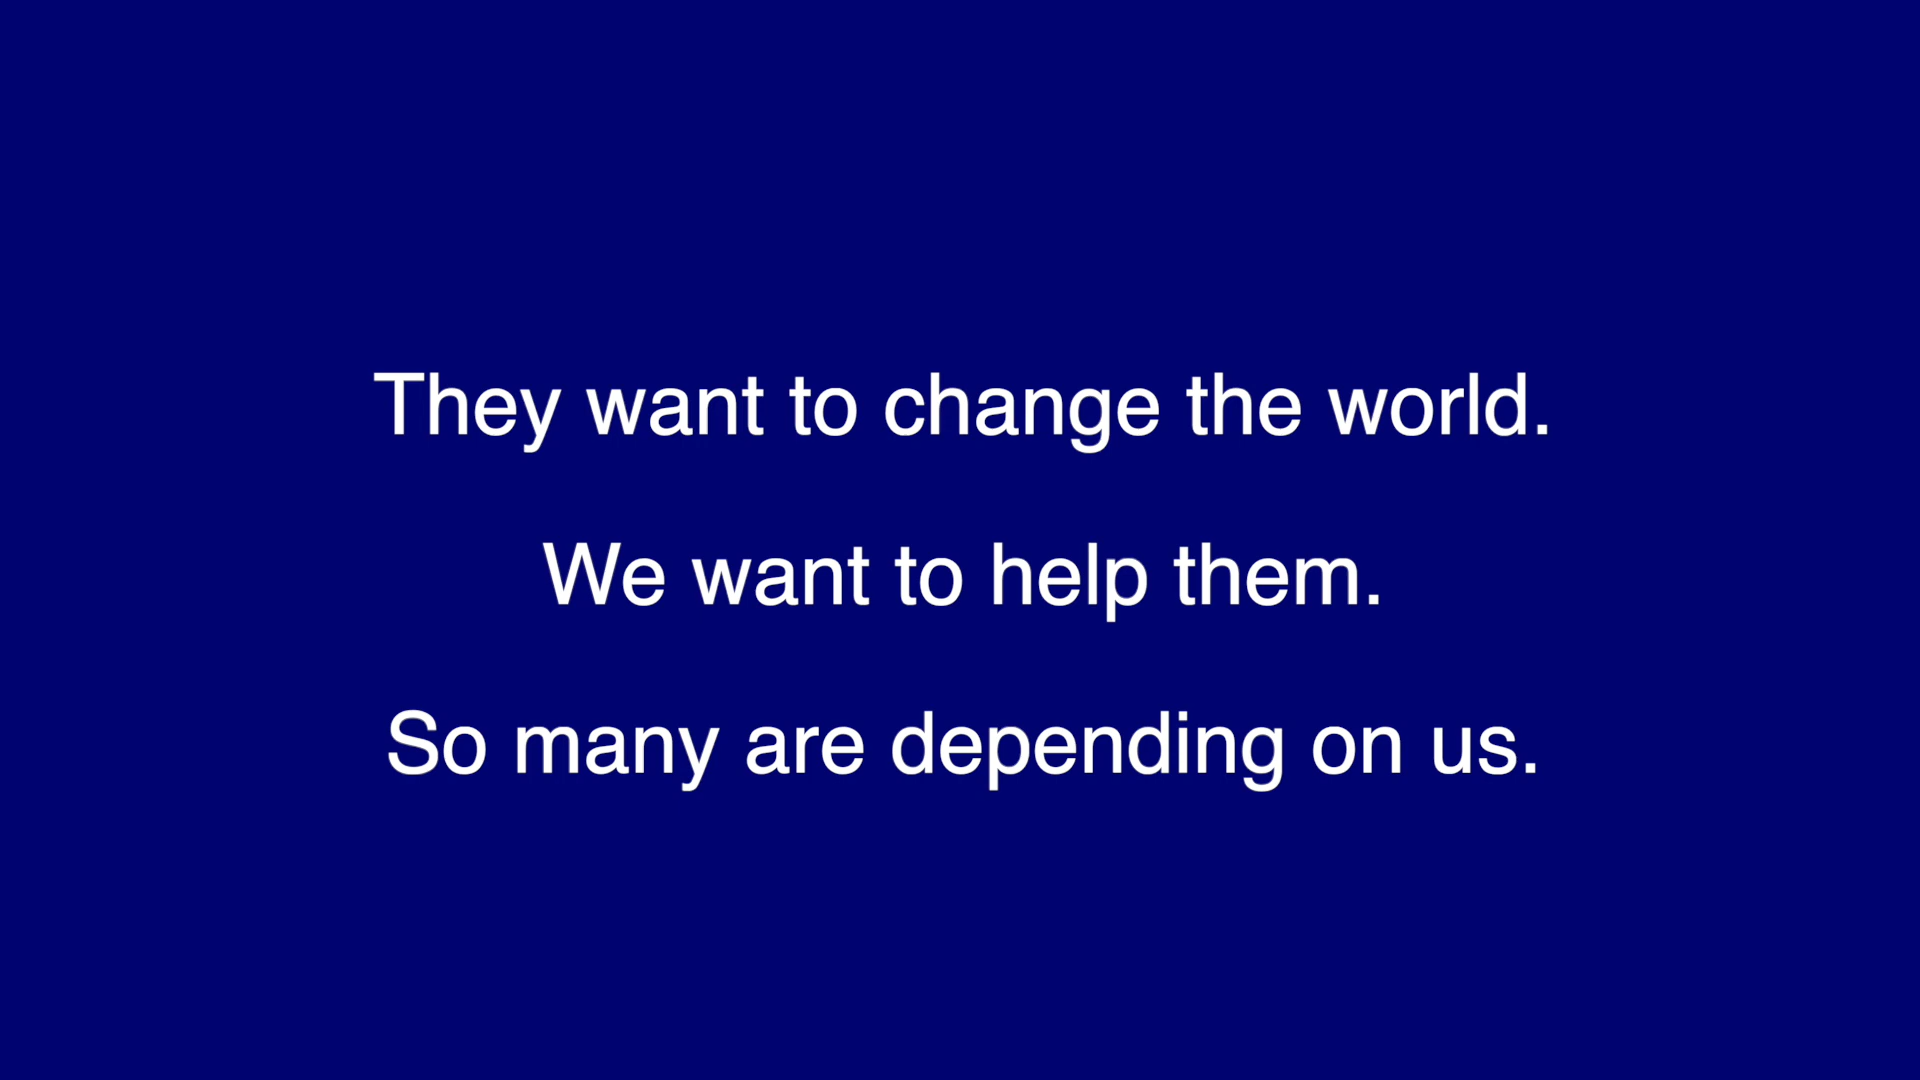 They want to change the world.
We want to help them.
So many are depending on us.